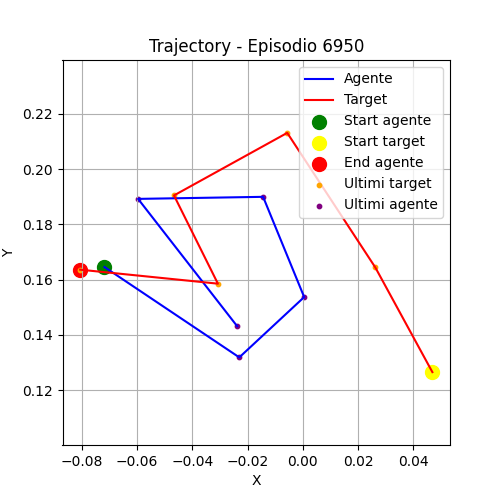 Trajectory - Episodio 6950
Agente
Target
Start agente
Start target
End agente
Ultimi target
Ultimi agente
Y
0.22
0.20
0.18
0.16
0.14
0.12
−0.08 −0.06 −0.04 −0.02 0.00 0.02 0.04
X